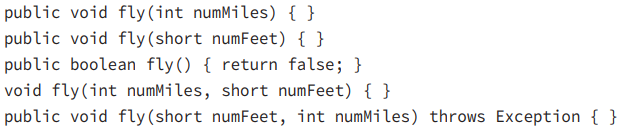 public void fly(int numMiles) { }
public void fly(short numFeet) { }
public boolean fly() { return false; }
void fly(int numMiles, short numFeet) { }
public void fly(short numFeet, int numMiles) throws Exception { }